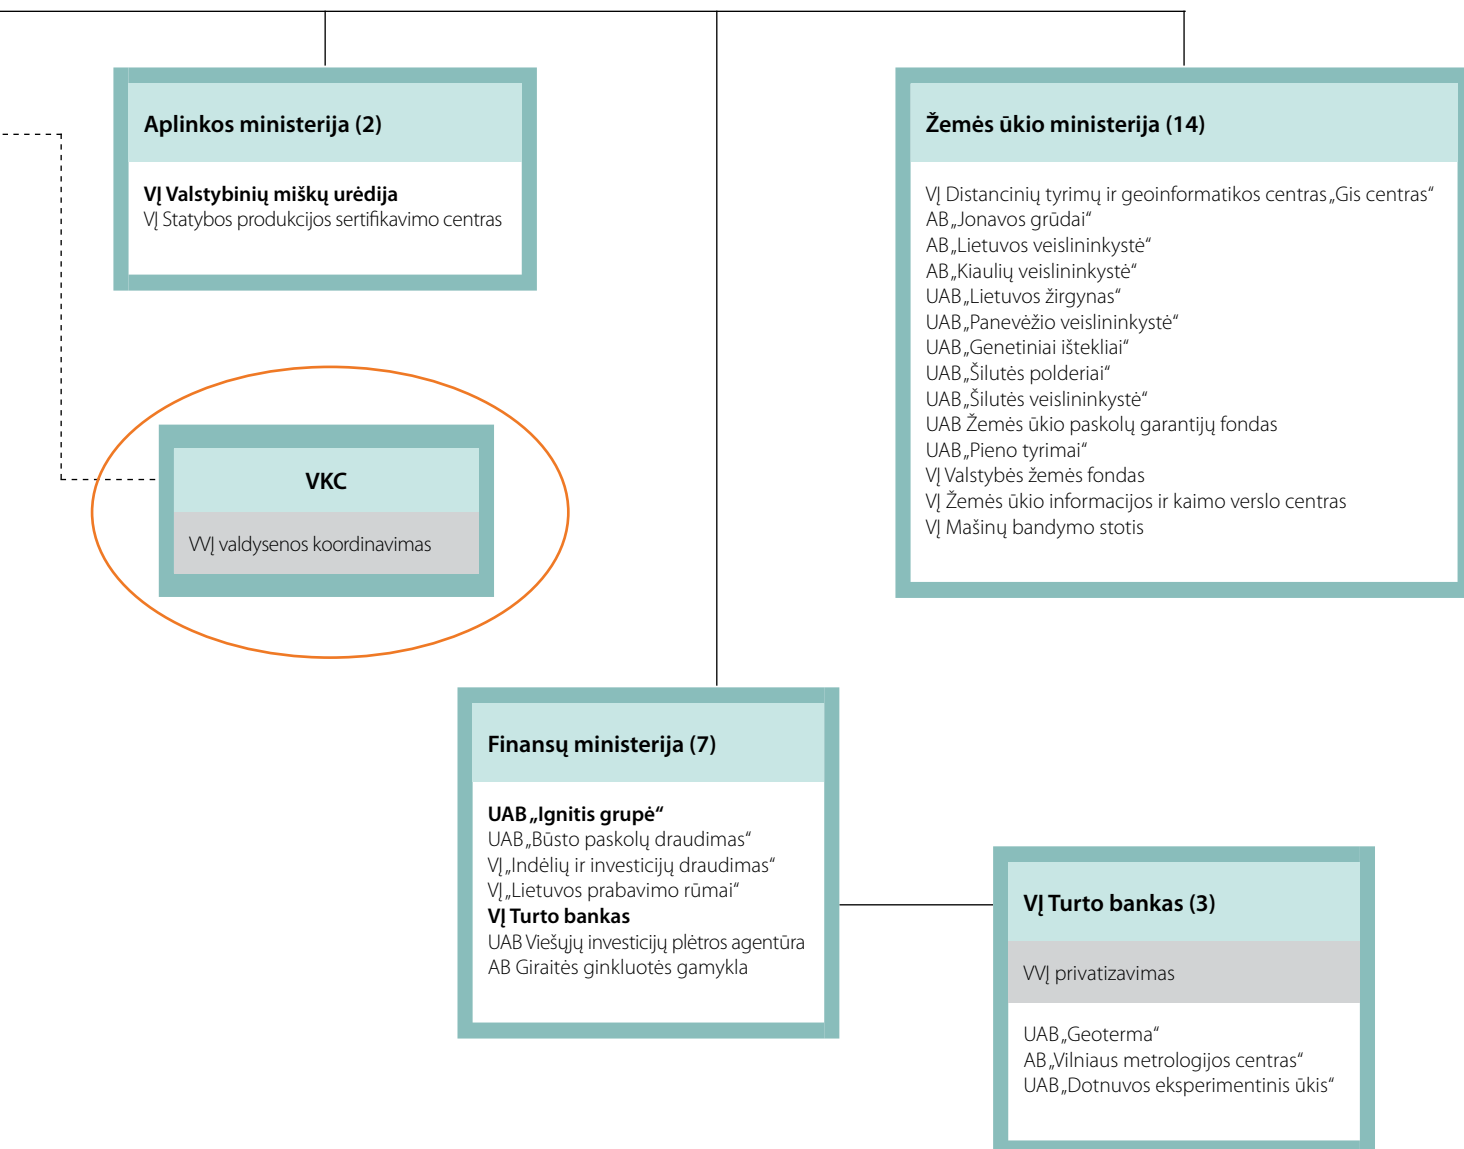 Aplinkos ministerija (2)
VĮ Valstybinių miškų urėdija
VĮ Statybos produkcijos sertifikavimo centras
Žemės ūkio ministerija (14)
VĮ Distancinių tyrimų ir geoinformatikos centras „Gis centras“
AB „Jonavos grūdai“
AB „Lietuvos veislininkystė“
AB „Kiaulių veislininkystė“
UAB „Lietuvos žirgynas“
UAB „Panevėžio veislininkystė“
UAB „Genetiniai ištekliai“
UAB „Šilutės polderiai“
UAB „Šilutės veislininkystė“
UAB Žemės ūkio paskolų garantijų fondas
UAB „Pieno tyrimai“
VĮ Valstybės žemės fondas
VĮ Žemės ūkio informacijos ir kaimo verslo centras
VĮ Mašinų bandymo stotis
VKC
VVĮ valdysenos koordinavimas
Finansų ministerija (7)
UAB „Ignitis grupė“
UAB „Būsto paskolų draudimas“
VĮ „Indėlių ir investicijų draudimas“
VĮ „Lietuvos prabavimo rūmai“
VĮ Turto bankas
UAB Viešųjų investicijų plėtros agentūra
AB Giraitės ginkluotės gamykla
VĮ Turto bankas (3)
VVĮ privatizavimas
UAB „Geoterma“
AB „Vilniaus metrologijos centras“
UAB „Dotnuvos eksperimentinis ūkis“